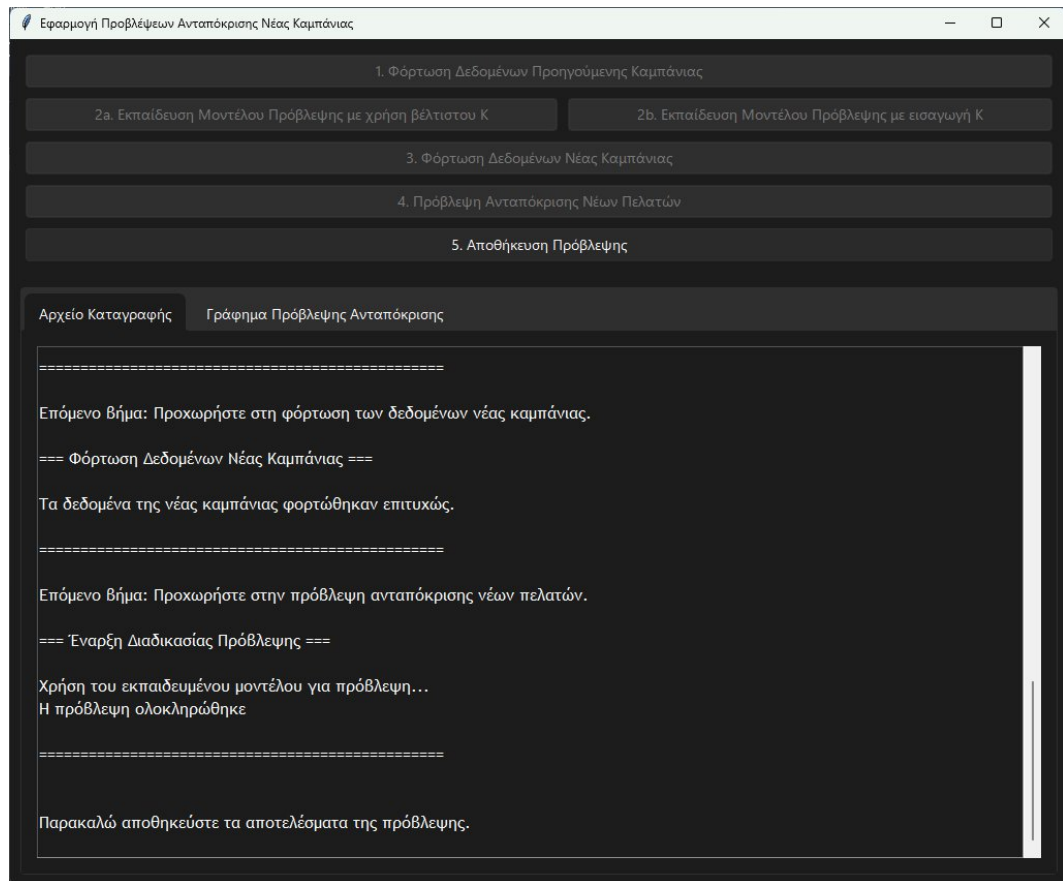 Εφαρμογή Προβλέψεων Ανταπόκρισης Νέας Καμπάνιας
1. Φόρτωση Δεδομένων Προηγούμενης Καμπάνιας
2a. Εκπαίδευση Μοντέλου Πρόβλεψης με χρήση βέλτιστου Κ
2b. Εκπαίδευση Μοντέλου Πρόβλεψης με εισαγωγή Κ
3. Φόρτωση Δεδομένων Νέας Καμπάνιας
4. Πρόβλεψη Ανταπόκρισης Νέων Πελατών
5. Αποθήκευση Πρόβλεψης
Αρχείο Καταγραφής
Γράφημα Πρόβλεψης Ανταπόκρισης
=================================================
Επόμενο βήμα: Προχωρήστε στη φόρτωση των δεδομένων νέας καμπάνιας.
=== Φόρτωση Δεδομένων Νέας Καμπάνιας ===
Τα δεδομένα της νέας καμπάνιας φορτώθηκαν επιτυχώς.
=================================================
Επόμενο βήμα: Προχωρήστε στην πρόβλεψη ανταπόκρισης νέων πελατών.
=== Έναρξη Διαδικασίας Πρόβλεψης ===
Χρήση του εκπαιδευμένου μοντέλου για πρόβλεψη...
Η πρόβλεψη ολοκληρώθηκε
=================================================
Παρακαλώ αποθηκεύστε τα αποτελέσματα της πρόβλεψης.